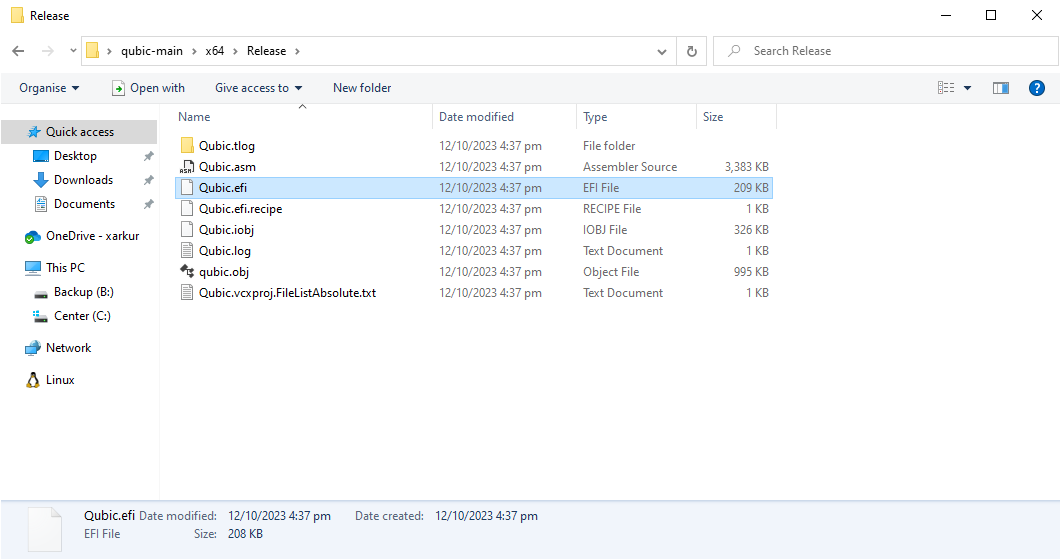 Release
qubic-main > x64 > Release >
Search Release
Organise Open with Give access to New folder ?
Name Date modified Type Size
Quick access
Desktop
Downloads
Documents
OneDrive - xarkur
This PC
Backup (B:)
Center (C:)
Network
Linux
Qubic.tlog 12/10/2023 4:37 pm File folder
ASM Qubic.asm 12/10/2023 4:37 pm Assembler Source 3,383 KB
Qubic.efi 12/10/2023 4:37 pm EFI File 209 KB
Qubic.efi.recipe 12/10/2023 4:37 pm RECIPE File 1 KB
Qubic.iobj 12/10/2023 4:37 pm IOBJ File 326 KB
Qubic.log 12/10/2023 4:37 pm Text Document 1 KB
qubic.obj 12/10/2023 4:37 pm Object File 995 KB
Qubic.vcxproj.FileListAbsolute.txt 12/10/2023 4:37 pm Text Document 1 KB
Qubic.efi Date modified: 12/10/2023 4:37 pm Date created: 12/10/2023 4:37 pm
EFI File Size: 208 KB